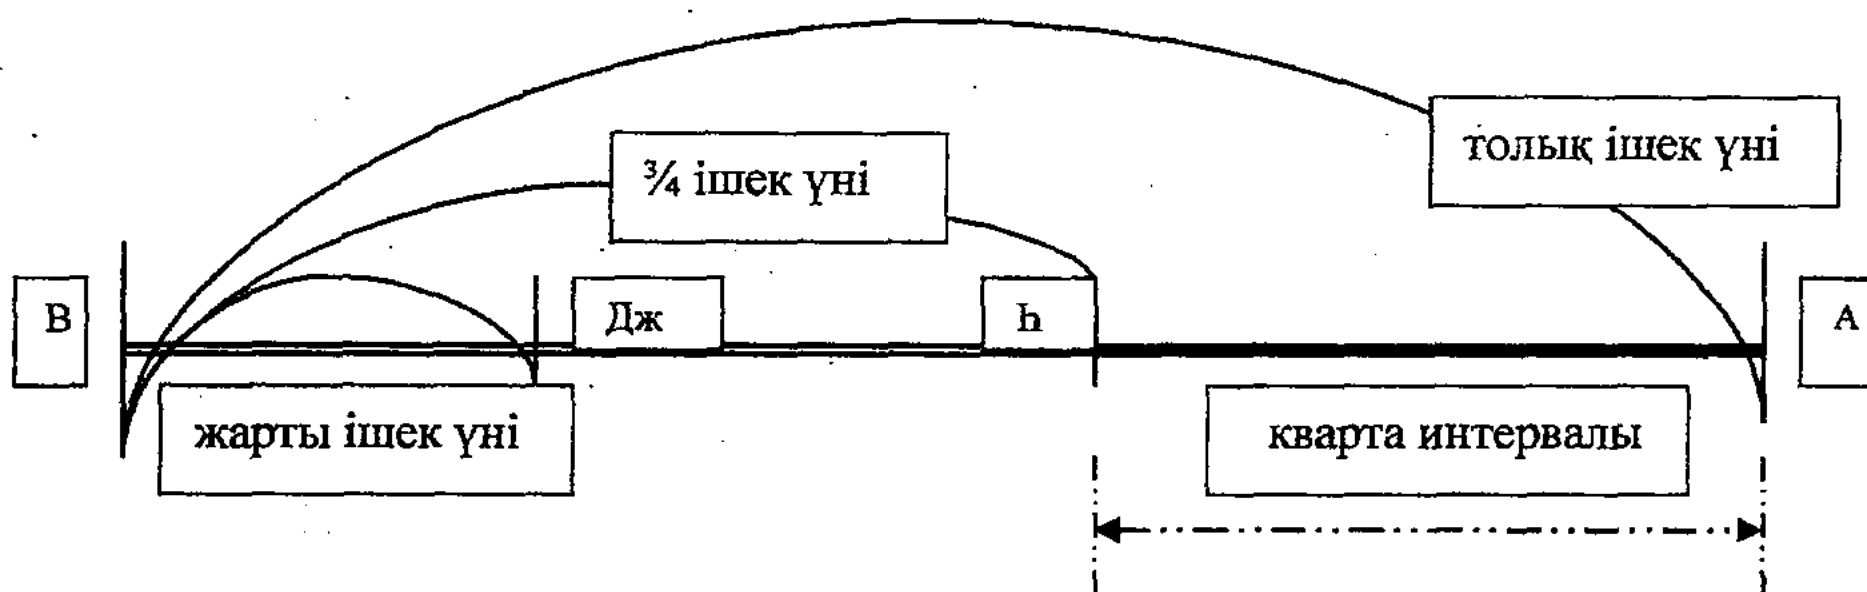 толық ішек үні
¾ ішек үні
В
Дж
һ
А
жарты ішек үні
кварта интервалы